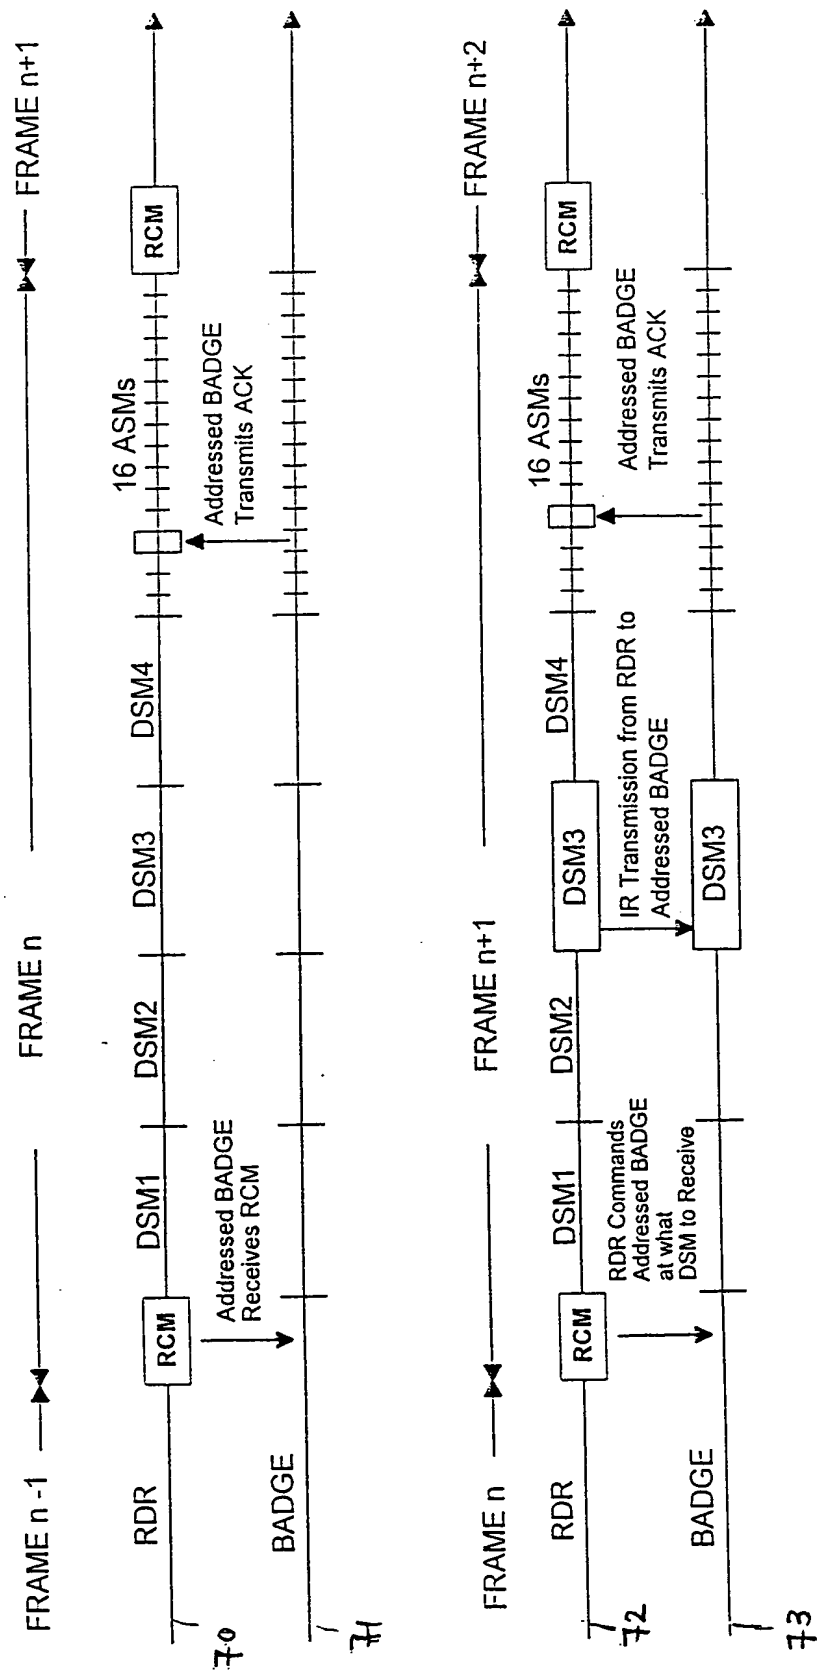 FRAME n -1
FRAME n
FRAME n+1
RDR
RCM
DSM1
DSM2
DSM3
DSM4
16 ASMs
RCM
70
Addressed BADGE
Receives RCM
Addressed BADGE
Transmits ACK
BADGE
71
FRAME n
FRAME n+1
FRAME n+2
RDR
RCM
DSM1
DSM2
DSM3
DSM4
16 ASMs
RCM
72
RDR Commands
Addressed BADGE
at what
DSM to Receive
IR Transmission from RDR to
Addressed BADGE
Addressed BADGE
Transmits ACK
BADGE
DSM3
73